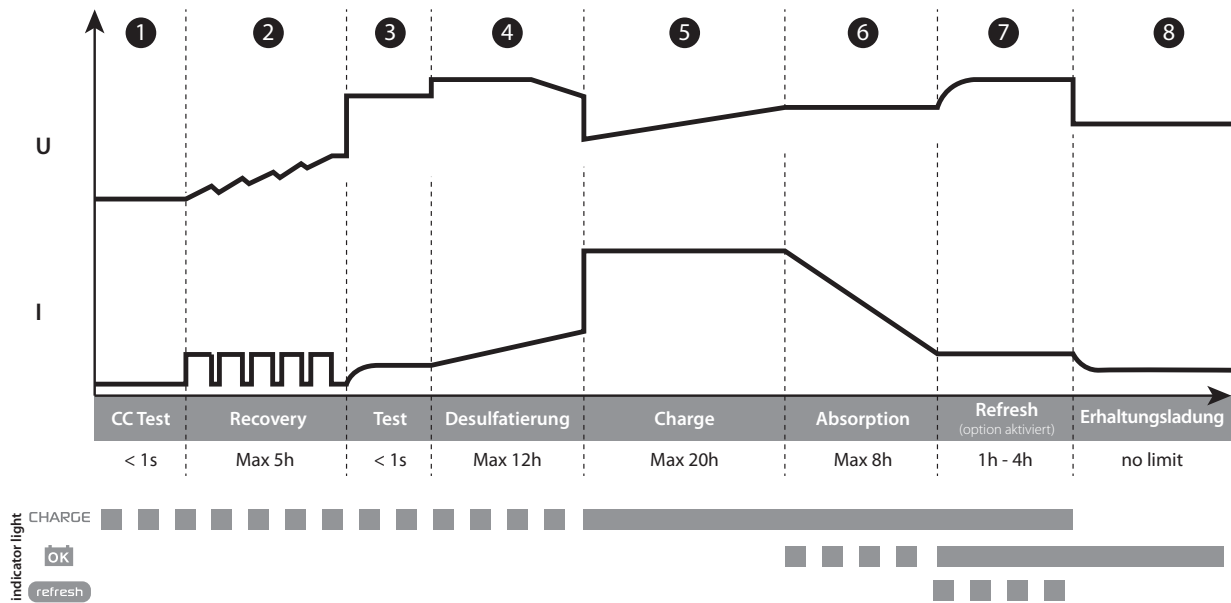 1 2 3 4 5 6 7 8
U
I
CC Test Recovery Test Desulfatierung Charge Absorption Refresh Erhaltungsladung
(option aktiviert)
< 1s Max 5h < 1s Max 12h Max 20h Max 8h 1h - 4h no limit
indicator light
CHARGE
OK
refresh